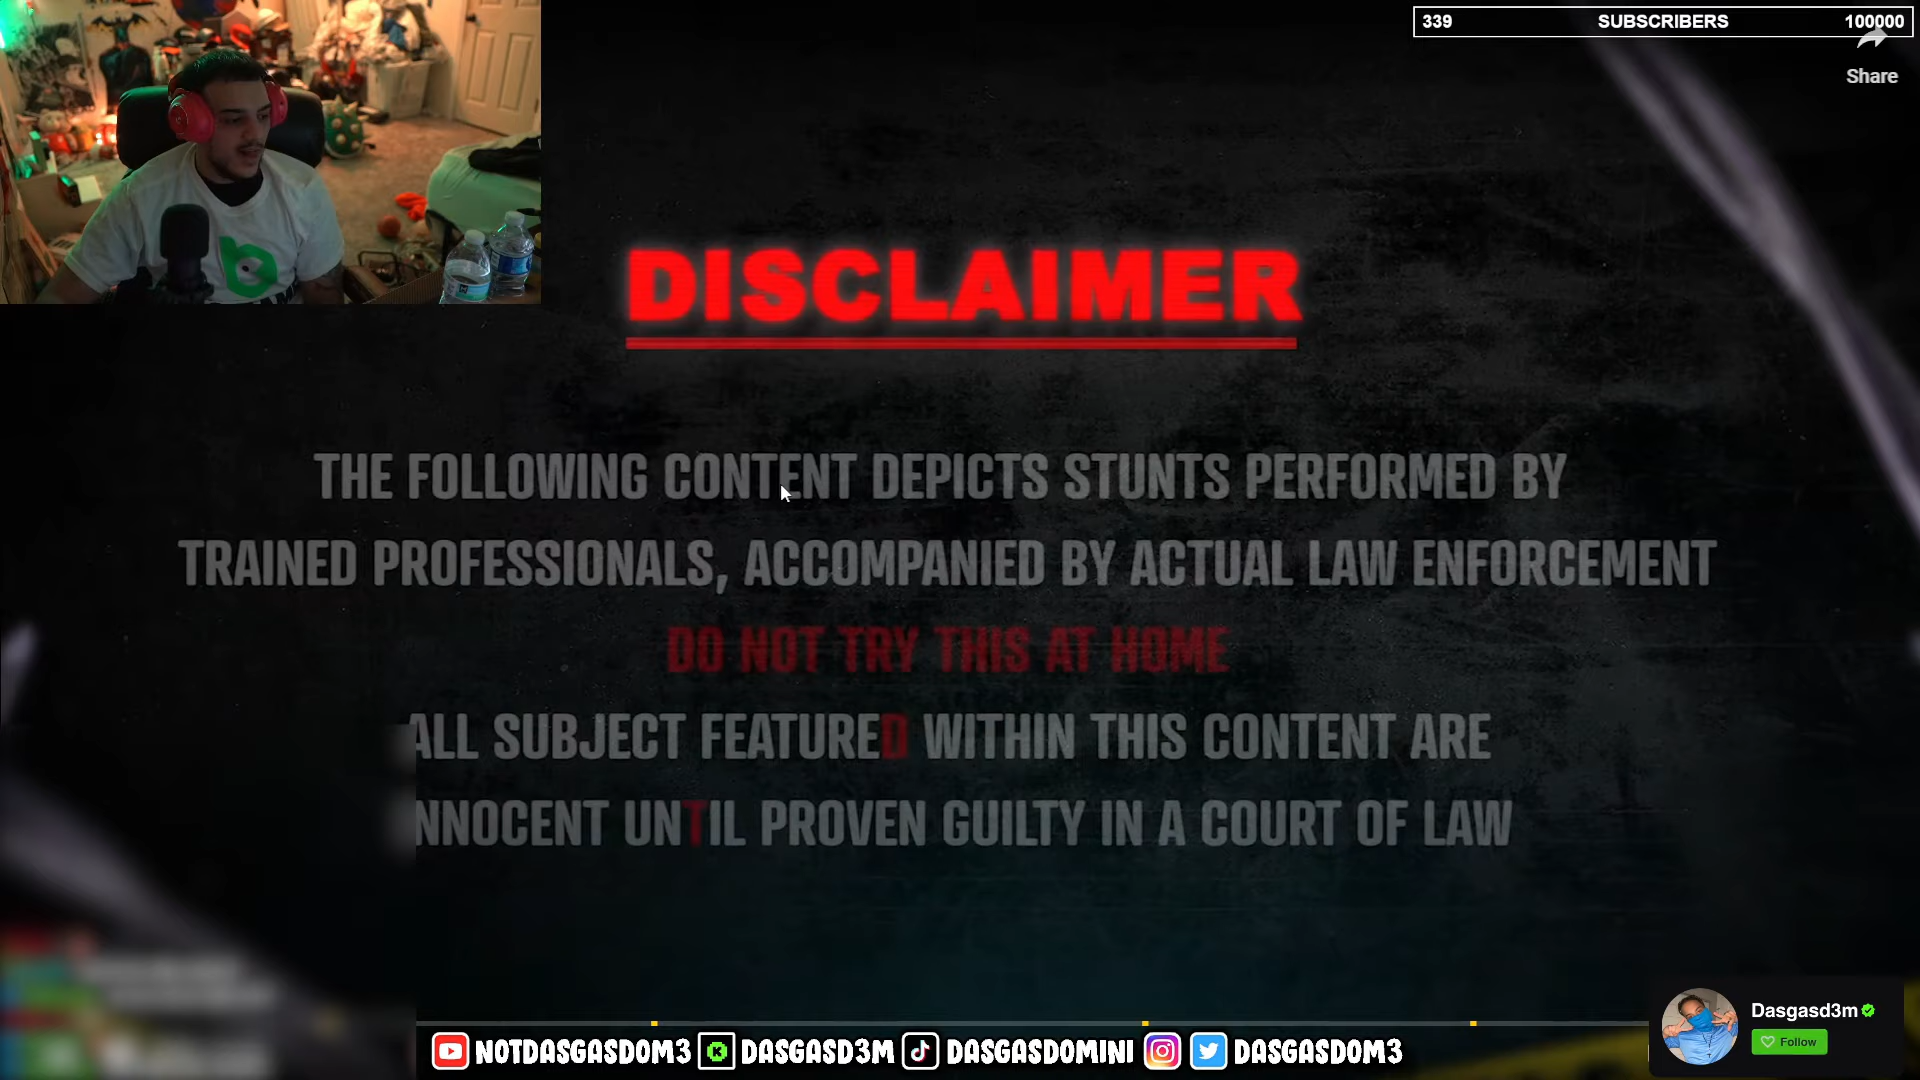 339 SUBSCRIBERS 100000
Share
DISCLAIMER
THE FOLLOWING CONTENT DEPICTS STUNTS PERFORMED BY
TRAINED PROFESSIONALS, ACCOMPANIED BY ACTUAL LAW ENFORCEMENT
DO NOT TRY THIS AT HOME
ALL SUBJECT FEATURED WITHIN THIS CONTENT ARE
NNOCENT UNTIL PROVEN GUILTY IN A COURT OF LAW
Dasgasd3m
Follow
NOTDASGASDOM3 DASGASD3M DASGASDOMINI DASGASDOM3